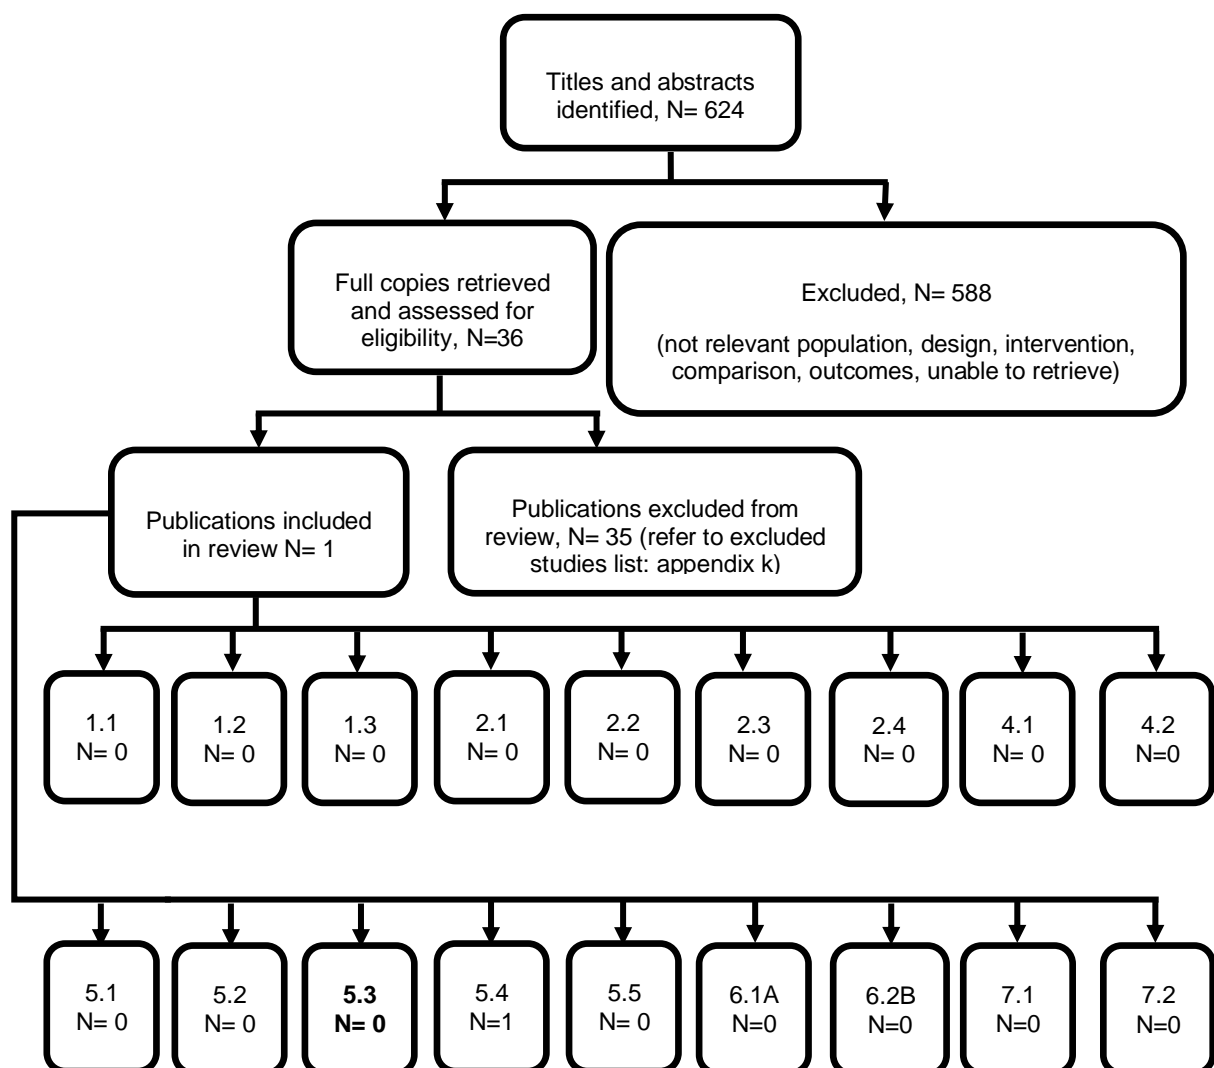 Titles and abstracts
identified, N= 624
Full copies retrieved
and assessed for
eligibility, N=36
Excluded, N= 588
(not relevant population, design, intervention,
comparison, outcomes, unable to retrieve)
Publications included
in review N= 1
Publications excluded from
review, N= 35 (refer to excluded
studies list: appendix k)
1.1
N= 0
1.2
N= 0
1.3
N= 0
2.1
N= 0
2.2
N= 0
2.3
N= 0
2.4
N= 0
4.1
N= 0
4.2
N=0
5.1
N= 0
5.2
N= 0
5.3
N= 0
5.4
N=1
5.5
N= 0
6.1A
N=0
6.2B
N=0
7.1
N=0
7.2
N=0